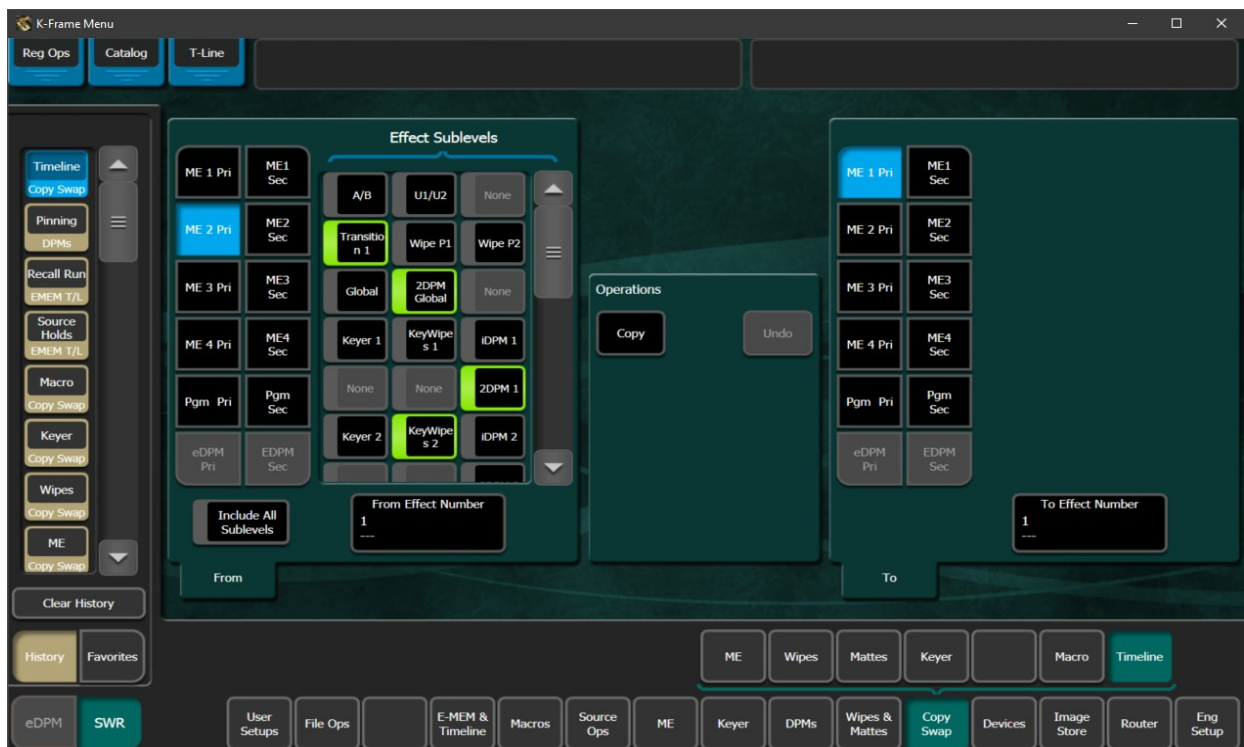 K-Frame Menu
Reg Ops
Catalog
T-Line
Timeline
Copy Swap
Pinning
DPMs
Recall Run
EMEM T/L
Source
Holds
EMEM T/L
Macro
Copy Swap
Keyer
Copy Swap
Wipes
Copy Swap
ME
Copy Swap
Clear History
History
Favorites
eDPM
SWR
ME 1 Pri
ME1
Sec
ME 2 Pri
ME2
Sec
ME 3 Pri
ME3
Sec
ME 4 Pri
ME4
Sec
Pgm Pri
Pgm
Sec
eDPM
Pri
EDPM
Sec
Effect Sublevels
A/B
U1/U2
None
Transitio
n 1
Wipe P1
Wipe P2
Global
2DPM
Global
None
Keyer 1
KeyWipe
s 1
iDPM 1
None
None
2DPM 1
Keyer 2
KeyWipe
s 2
iDPM 2
Include All
Sublevels
From Effect Number
1
---
From
Operations
Copy
Undo
ME 1 Pri
ME1
Sec
ME 2 Pri
ME2
Sec
ME 3 Pri
ME3
Sec
ME 4 Pri
ME4
Sec
Pgm Pri
Pgm
Sec
eDPM
Pri
EDPM
Sec
To Effect Number
1
---
To
ME
Wipes
Mattes
Keyer
Macro
Timeline
User
Setups
File Ops
E-MEM &
Timeline
Macros
Source
Ops
ME
Keyer
DPMs
Wipes &
Mattes
Copy
Swap
Devices
Image
Store
Router
Eng
Setup